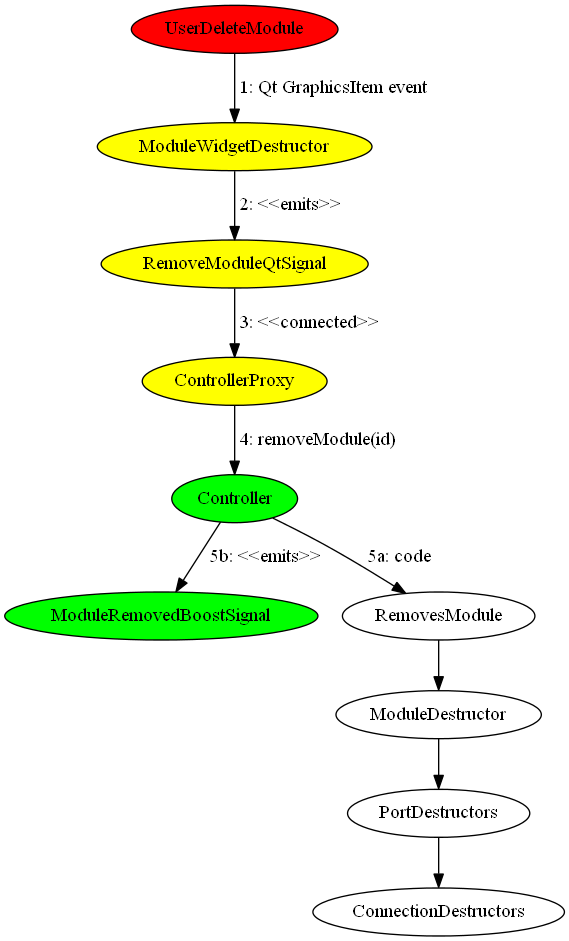 UserDeleteModule
1: Qt GraphicsItem event
ModuleWidgetDestructor
2: <<emits>>
RemoveModuleQtSignal
3: <<connected>>
ControllerProxy
4: removeModule(id)
Controller
5b: <<emits>>
5a: code
ModuleRemovedBoostSignal
RemovesModule
ModuleDestructor
PortDestructors
ConnectionDestructors